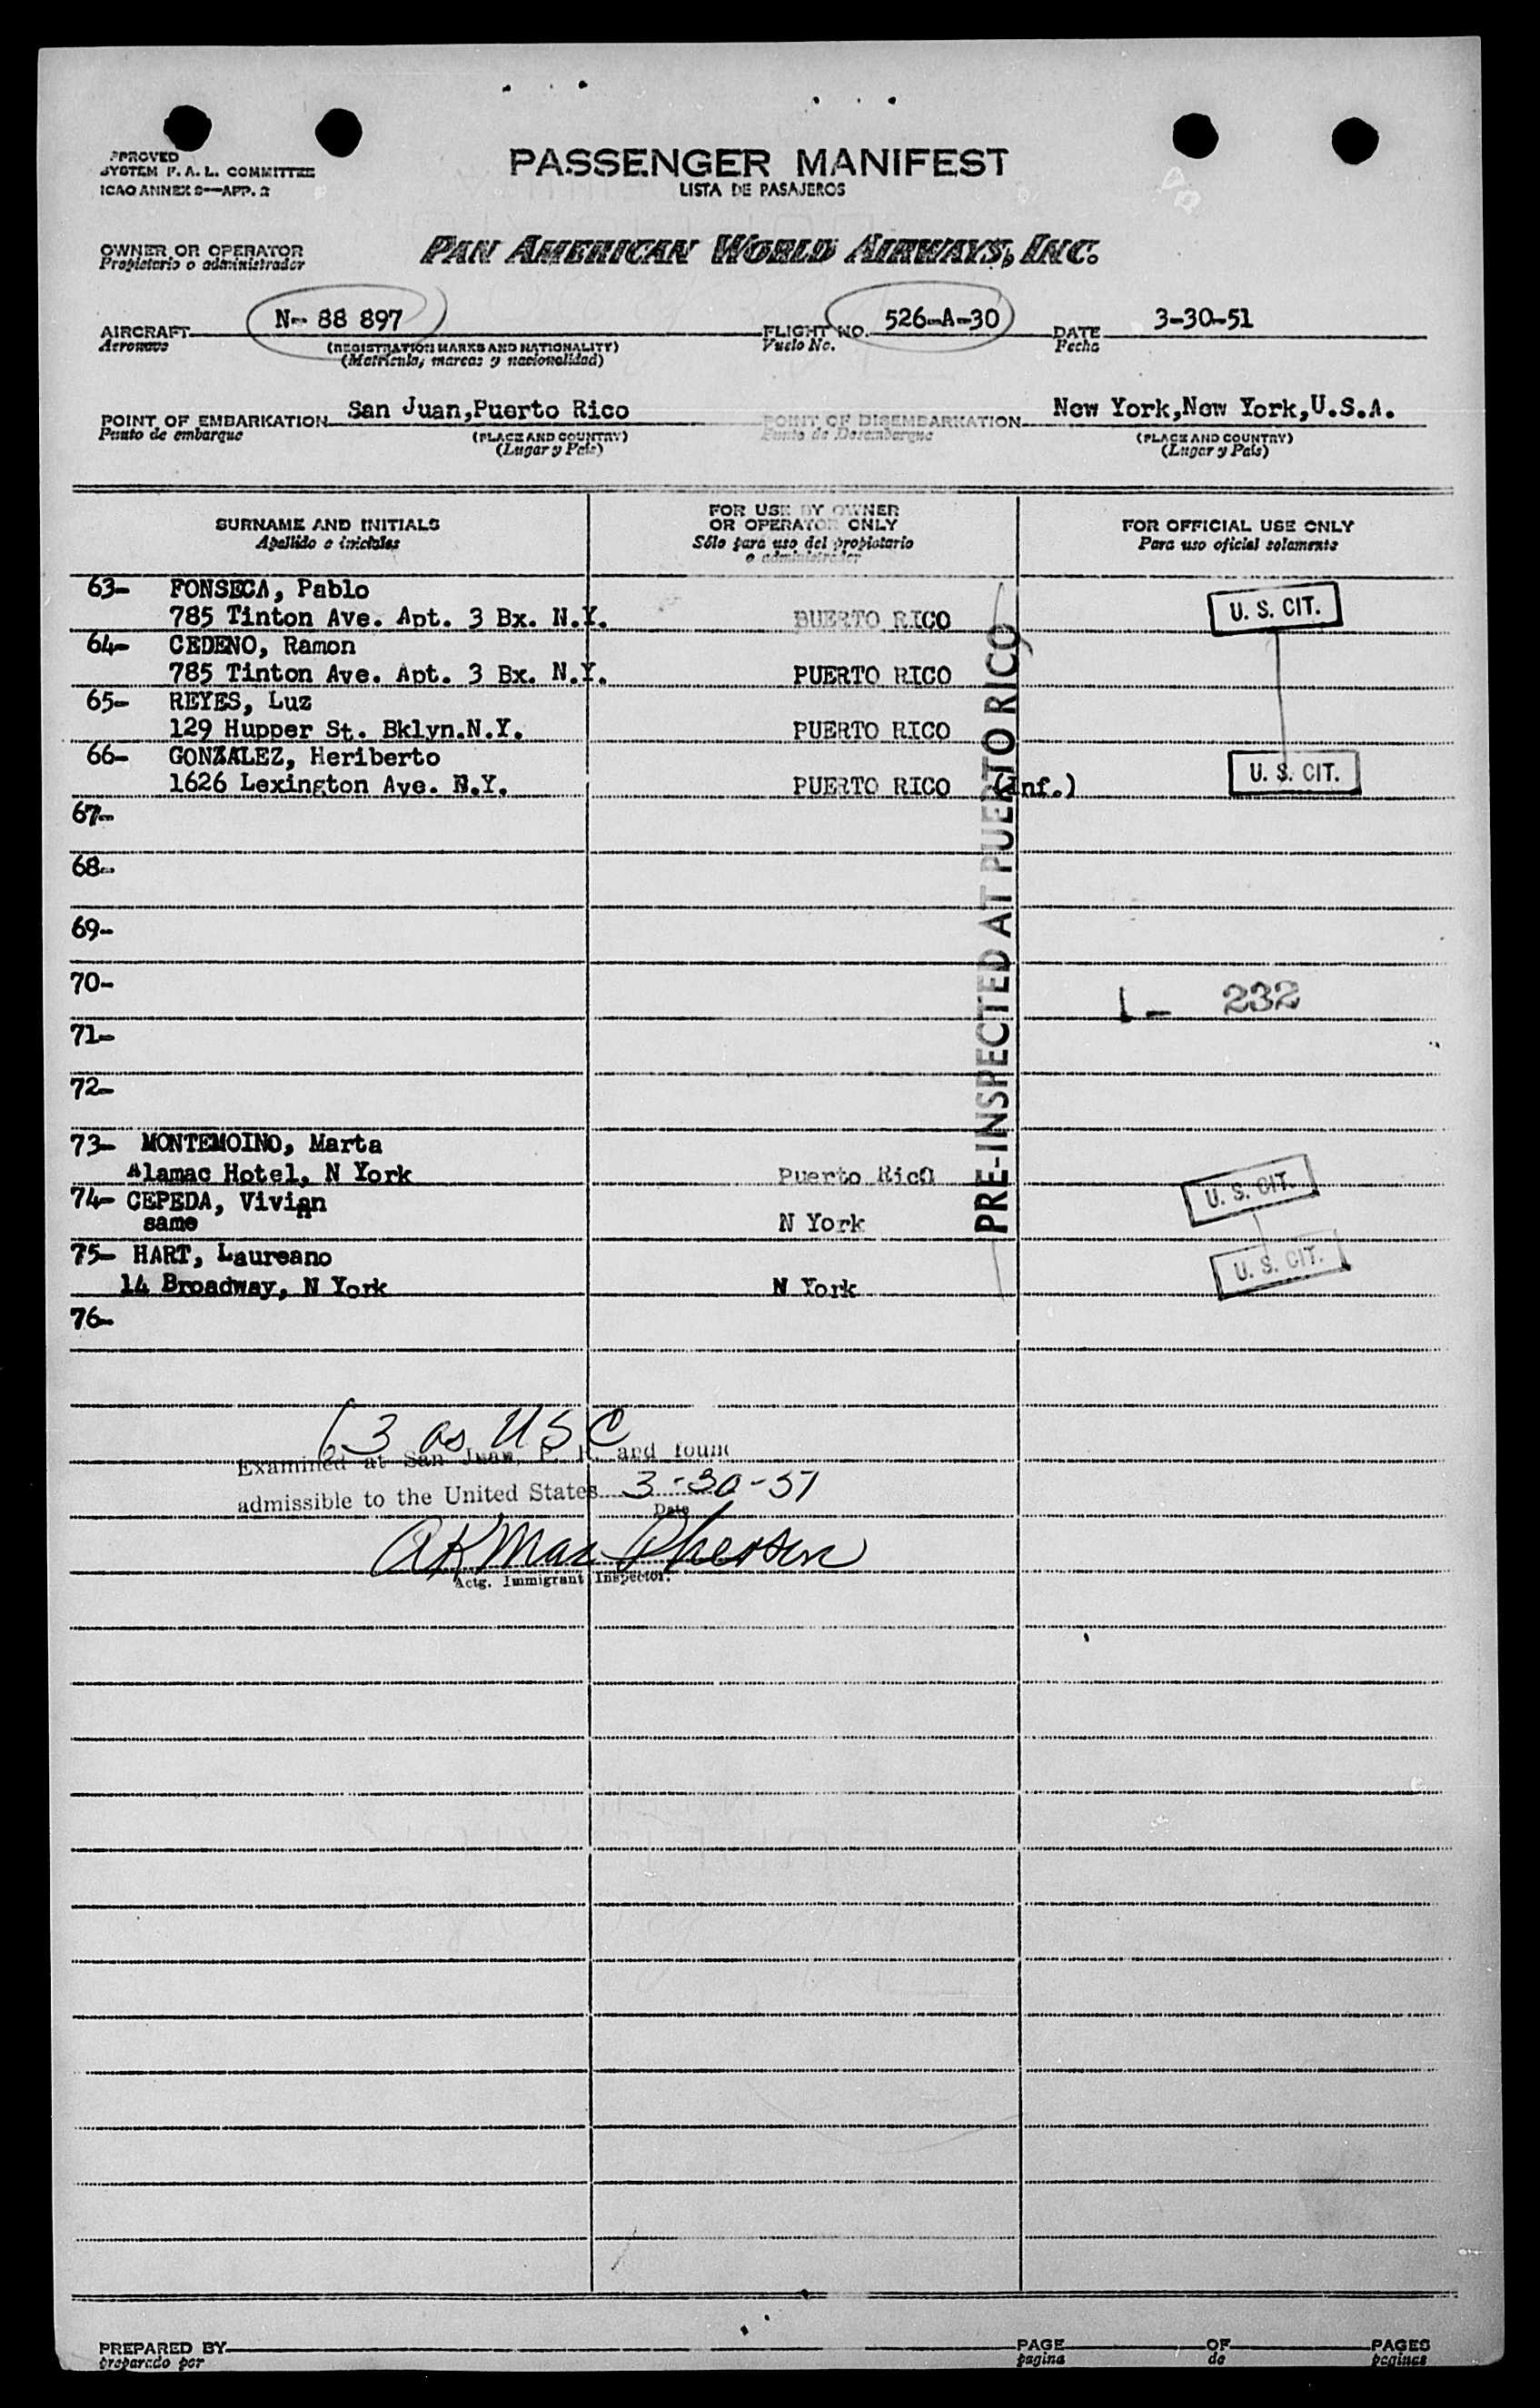 PPROVED
SYSTEM F. A. L. COMMITTEE
ICAO ANNEX 9—APP. 2
PASSENGER MANIFEST
LISTA DE PASAJEROS
OWNER OR OPERATOR
Propietario o administrador
PAN AMERICAN WORLD AIRWAYS, INC.
AIRCRAFT N- 88 897 FLIGHT NO. 526-A-30 DATE 3-30-51
Aeronave (REGISTRATION MARKS AND NATIONALITY) Vuelo No. Fecha
(Matrícula, marcas y nacionalidad)
POINT OF EMBARKATION San Juan,Puerto Rico POINT OF DISEMBARKATION New York,New York,U.S.A.
Punto de embarque (PLACE AND COUNTRY) Punto de Desembarque (PLACE AND COUNTRY)
(Lugar y País) (Lugar y País)
SURNAME AND INITIALS FOR USE BY OWNER OR OPERATOR ONLY FOR OFFICIAL USE ONLY
Apellido e iniciales Sólo para uso del propietario o administrador Para uso oficial solamente
63- FONSECA, Pablo
785 Tinton Ave. Apt. 3 Bx. N.Y. PUERTO RICO U. S. CIT.
64- CEDENO, Ramon
785 Tinton Ave. Apt. 3 Bx. N.Y. PUERTO RICO
65- REYES, Luz
129 Hupper St. Bklyn.N.Y. PUERTO RICO
66- GONZALEZ, Heriberto
1626 Lexington Ave. N.Y. PUERTO RICO (Inf.) U. S. CIT.
PRE-INSPECTED AT PUERTO RICO
67-
68-
69-
70-
1- 232
71-
72-
73- MONTEMOINO, Marta
Alamac Hotel, N York Puerto Rico U. S. CIT.
74- CEPEDA, Vivian
same N York
75- HART, Laureano U. S. CIT.
14 Broadway, N York N York
76-
63 as USC
Examined at San Juan, P. R. and found
admissible to the United States 3-30-51
Date
AK MacPherson
Actg. Immigrant Inspector.
PREPARED BY PAGE OF PAGES
preparado por pagina de paginas